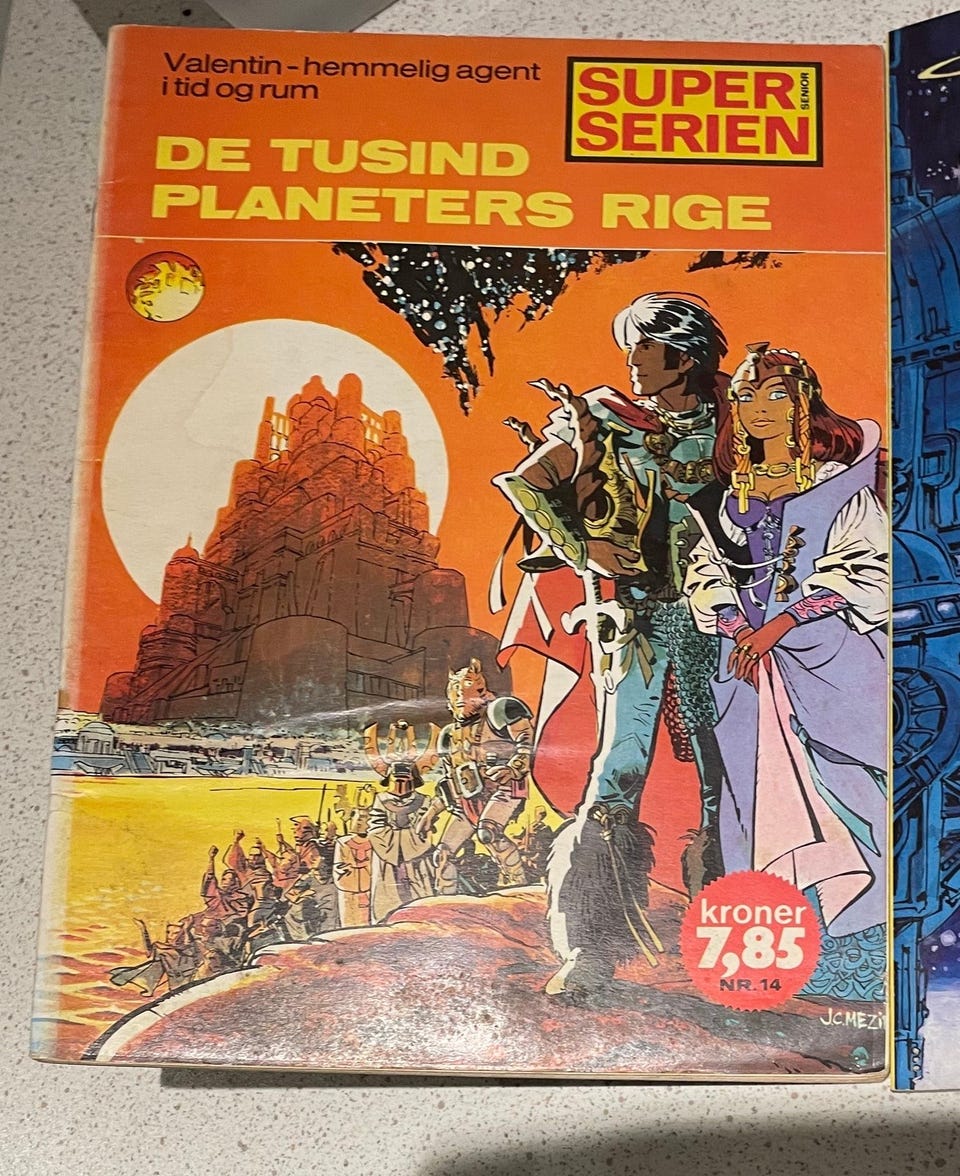 Valentin - hemmelig agent
i tid og rum
SUPER SENIOR
SERIEN
DE TUSIND
PLANETERS RIGE
kroner
7,85
NR. 14
J.C.MEZI